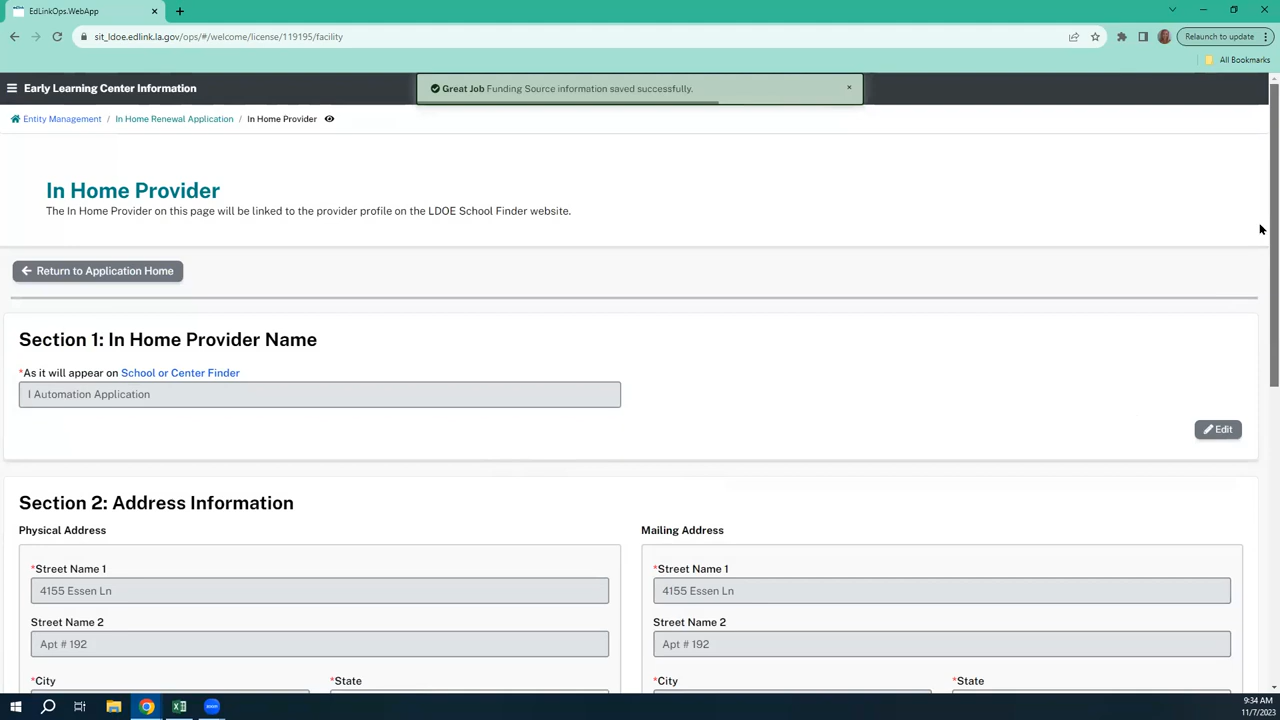 EdLinkOps.WebApp
sit_ldoe.edlink.la.gov/ops/#/welcome/license/119195/facility
Relaunch to update
All Bookmarks
Early Learning Center Information
Great Job Funding Source information saved successfully.
Entity Management / In Home Renewal Application / In Home Provider
In Home Provider
The In Home Provider on this page will be linked to the provider profile on the LDOE School Finder website.
Return to Application Home
Section 1: In Home Provider Name
*As it will appear on School or Center Finder
I Automation Application
Edit
Section 2: Address Information
Physical Address
Mailing Address
*Street Name 1
*Street Name 1
4155 Essen Ln
4155 Essen Ln
Street Name 2
Street Name 2
Apt # 192
Apt # 192
*City
*State
*City
*State
9:34 AM
11/7/2023